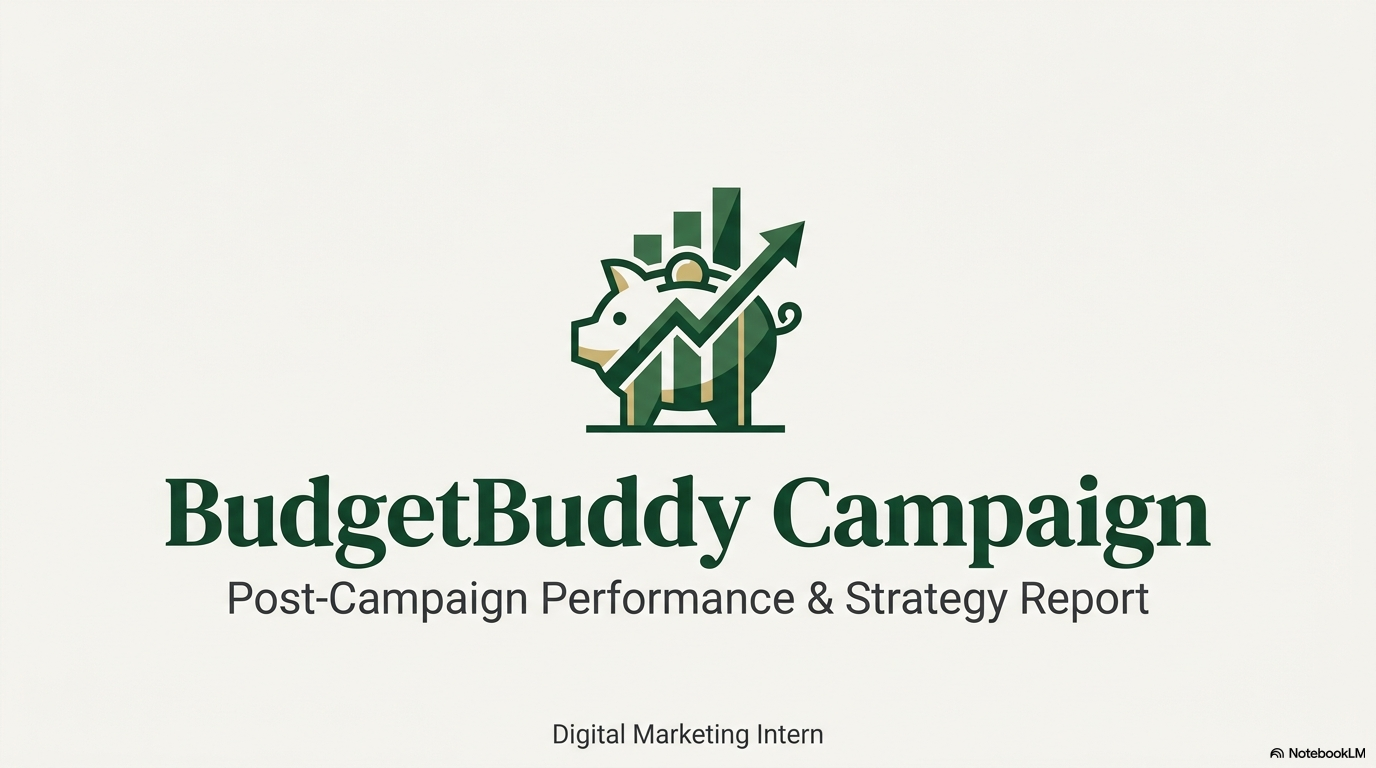 BudgetBuddy Campaign
Post-Campaign Performance & Strategy Report
Digital Marketing Intern
NotebookLM